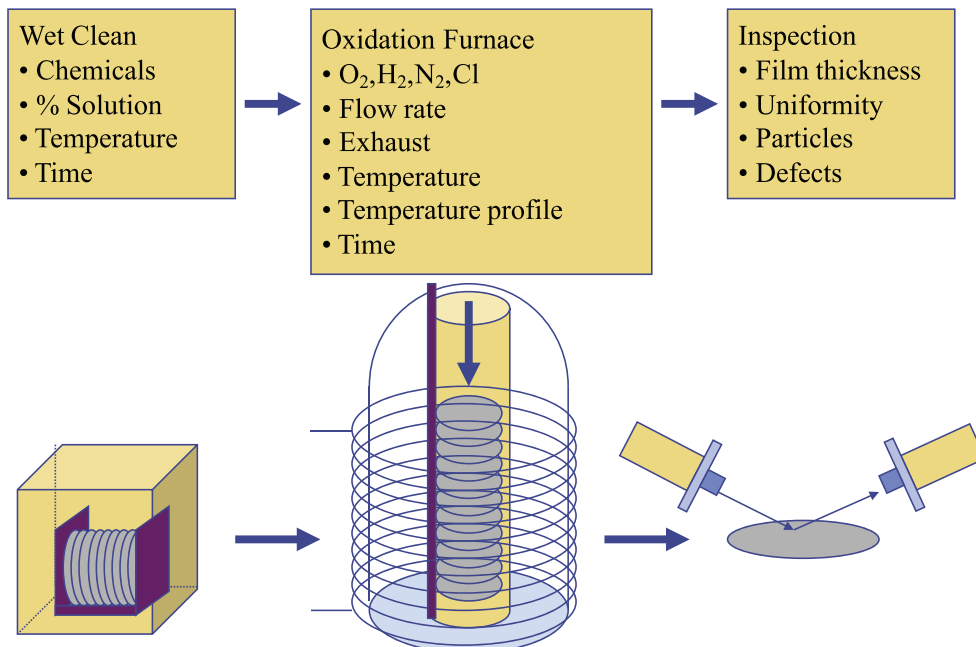 Wet Clean
• Chemicals
• % Solution
• Temperature
• Time
Oxidation Furnace
• O₂,H₂,N₂,Cl
• Flow rate
• Exhaust
• Temperature
• Temperature profile
• Time
Inspection
• Film thickness
• Uniformity
• Particles
• Defects